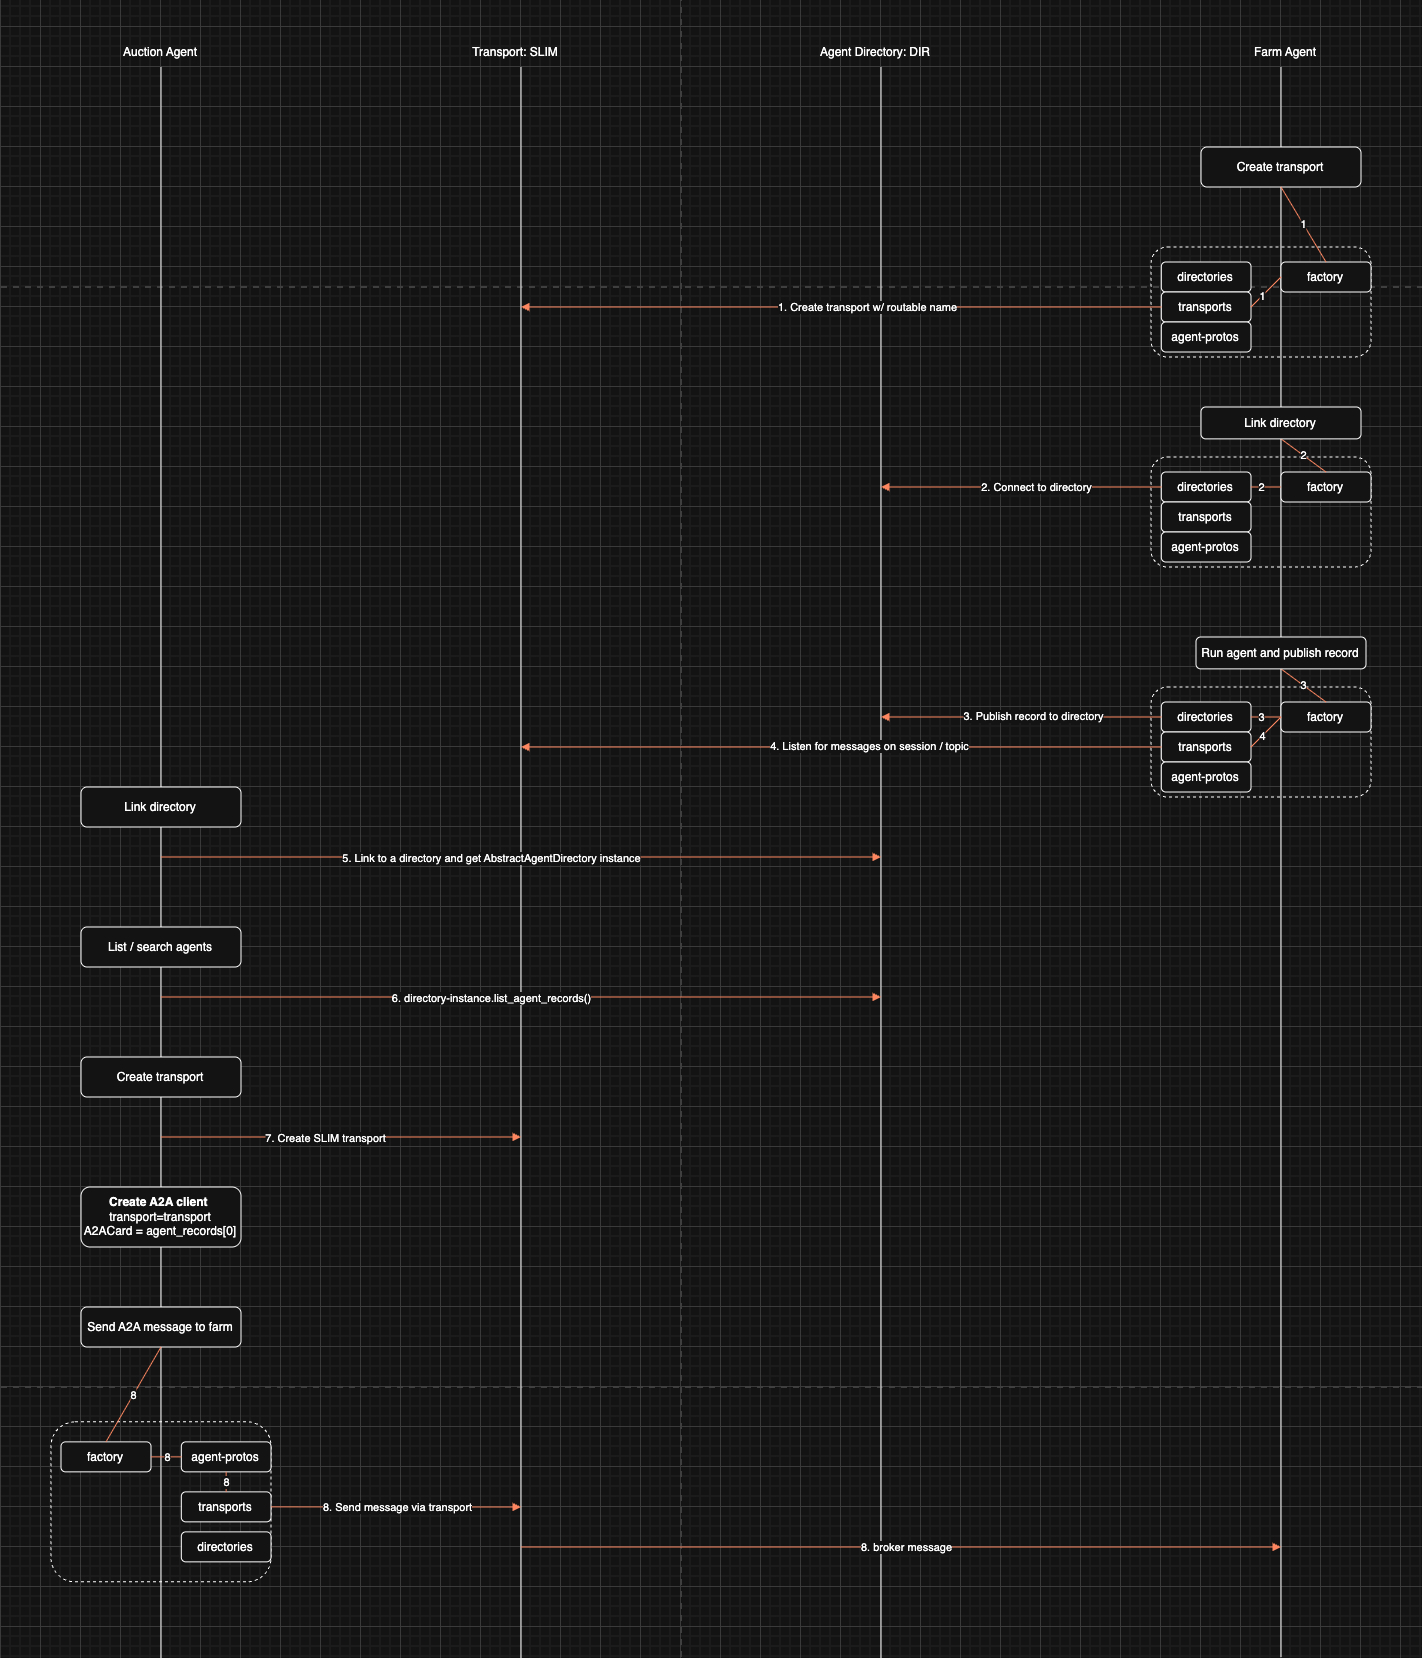 Auction Agent
Transport: SLIM
Agent Directory: DIR
Farm Agent
Create transport
1
directories
factory
1
1. Create transport w/ routable name
transports
agent-protos
Link directory
2
2. Connect to directory
directories
2
factory
transports
agent-protos
Run agent and publish record
3
3. Publish record to directory
directories
3
factory
4
4. Listen for messages on session / topic
transports
agent-protos
Link directory
5. Link to a directory and get AbstractAgentDirectory instance
List / search agents
6. directory-instance.list_agent_records()
Create transport
7. Create SLIM transport
Create A2A client
transport=transport
A2ACard = agent_records[0]
Send A2A message to farm
8
factory
8
agent-protos
8
transports
8. Send message via transport
directories
8. broker message